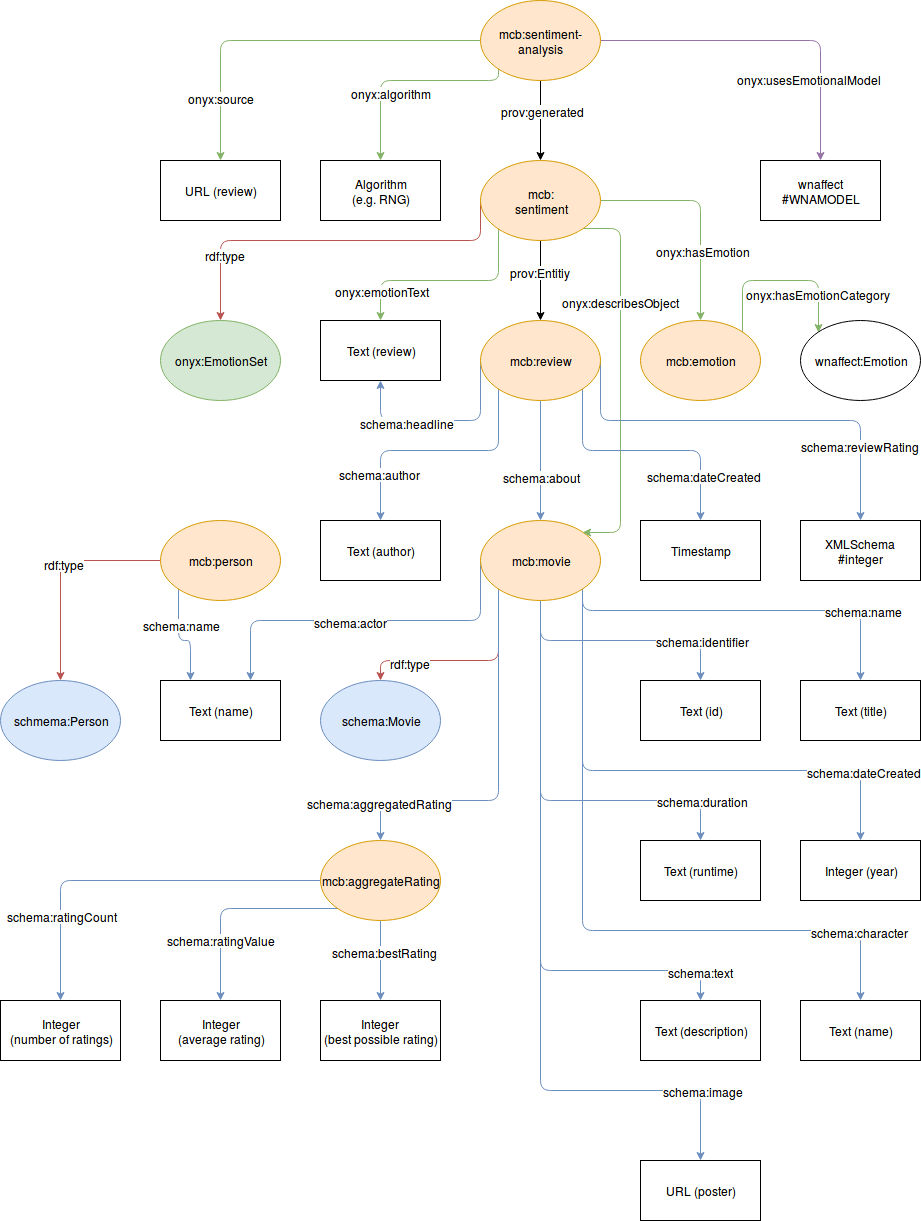 mcb:sentiment-
analysis
onyx:usesEmotionalModel
onyx:algorithm
onyx:source
prov:generated
URL (review)
Algorithm
(e.g. RNG)
mcb:
sentiment
wnaffect
#WNAMODEL
rdf:type
onyx:hasEmotion
prov:Entitiy
onyx:emotionText
onyx:hasEmotionCategory
onyx:describesObject
onyx:EmotionSet
Text (review)
mcb:review
mcb:emotion
wnaffect:Emotion
schema:headline
schema:reviewRating
schema:author
schema:about
schema:dateCreated
mcb:person
Text (author)
mcb:movie
Timestamp
XMLSchema
#integer
rdf:type
schema:name
schema:actor
schema:name
schema:identifier
rdf:type
schmema:Person
Text (name)
schema:Movie
Text (id)
Text (title)
schema:dateCreated
schema:aggregatedRating
schema:duration
mcb:aggregateRating
Text (runtime)
Integer (year)
schema:ratingCount
schema:ratingValue
schema:bestRating
schema:character
schema:text
Integer
(number of ratings)
Integer
(average rating)
Integer
(best possible rating)
Text (description)
Text (name)
schema:image
URL (poster)